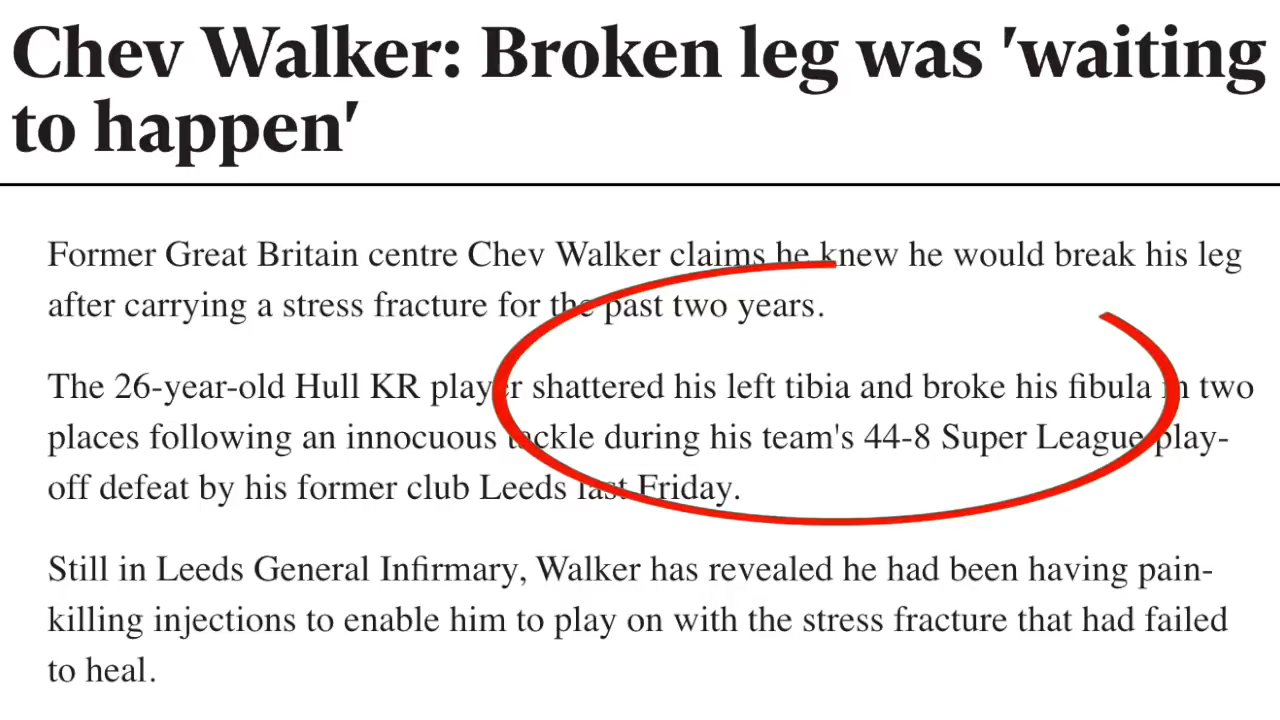 Chev Walker: Broken leg was 'waiting
to happen'
Former Great Britain centre Chev Walker claims he knew he would break his leg
after carrying a stress fracture for the past two years.
The 26-year-old Hull KR player shattered his left tibia and broke his fibula in two
places following an innocuous tackle during his team's 44-8 Super League play-
off defeat by his former club Leeds last Friday.
Still in Leeds General Infirmary, Walker has revealed he had been having pain-
killing injections to enable him to play on with the stress fracture that had failed
to heal.